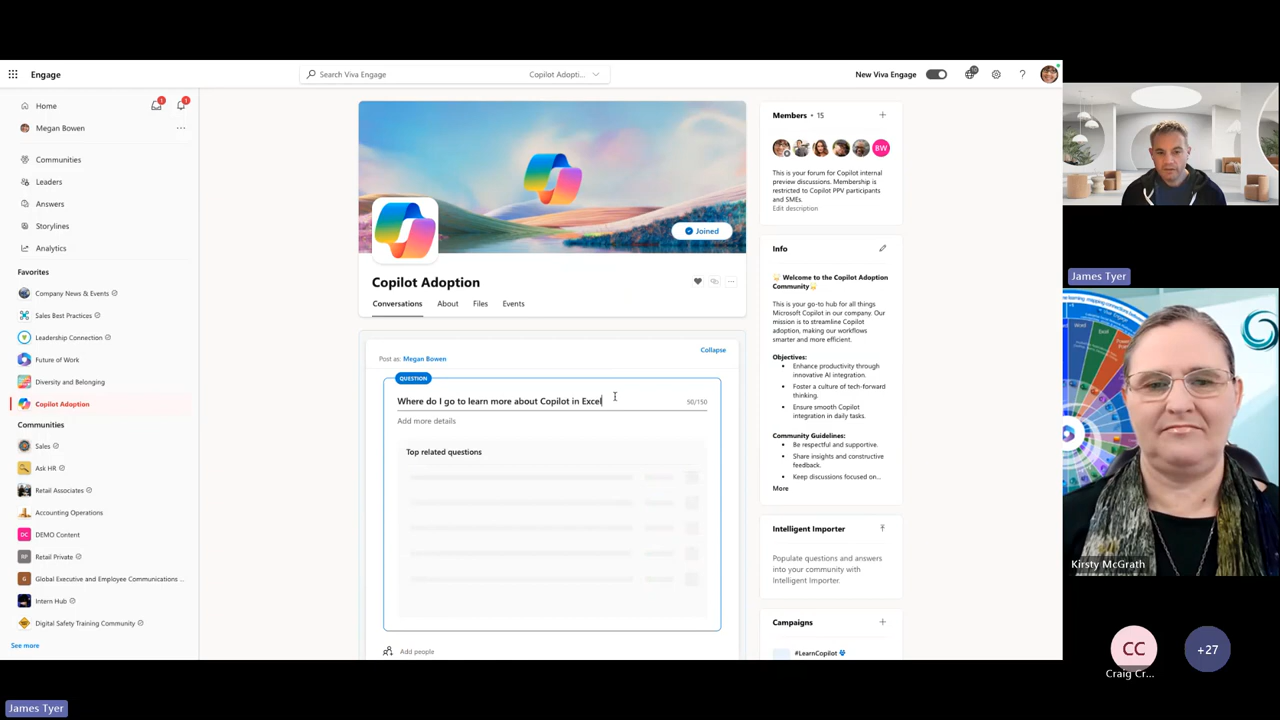 Engage
Search Viva Engage
Copilot Adopti...
New Viva Engage
?
Home
Megan Bowen
Communities
Leaders
Answers
Storylines
Analytics
Favorites
Company News & Events
Sales Best Practices
Leadership Connection
Future of Work
Diversity and Belonging
Copilot Adoption
Communities
Sales
Ask HR
Retail Associates
Accounting Operations
DC DEMO Content
RP Retail Private
G Global Executive and Employee Communications ...
Intern Hub
Digital Safety Training Community
See more
Joined
Copilot Adoption
Conversations About Files Events
Collapse
Post as: Megan Bowen
QUESTION
Where do I go to learn more about Copilot in Excel
50/150
Add more details
Top related questions
Add people
Members • 15
BW
This is your forum for Copilot internal
preview discussions. Membership is
restricted to Copilot PPV participants
and SMEs.
Edit description
Info
Welcome to the Copilot Adoption
Community
This is your go-to hub for all things
Microsoft Copilot in our company. Our
mission is to streamline Copilot
adoption, making our workflows
smarter and more efficient.
Objectives:
Enhance productivity through
innovative AI integration.
Foster a culture of tech-forward
thinking.
Ensure smooth Copilot
integration in daily tasks.
Community Guidelines:
Be respectful and supportive.
Share insights and constructive
feedback.
Keep discussions focused on...
More
Intelligent Importer
Populate questions and answers
into your community with
Intelligent Importer.
Campaigns
#LearnCopilot
James Tyer
Word
Excel
Kirsty McGrath
CC
Craig Cr...
+27
James Tyer